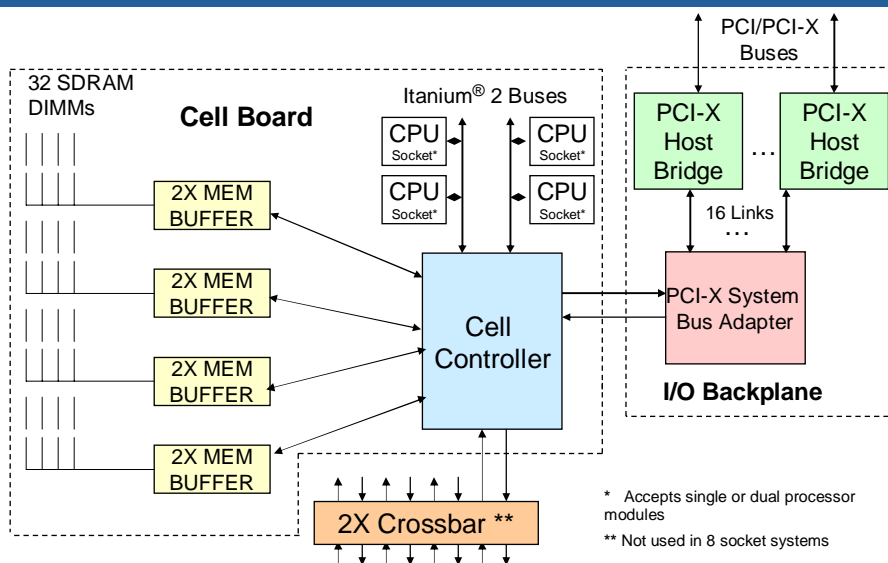 PCI/PCI-X
Buses
32 SDRAM
DIMMs
Cell Board
Itanium® 2 Buses
CPU
Socket*
CPU
Socket*
CPU
Socket*
CPU
Socket*
PCI-X
Host
Bridge
...
PCI-X
Host
Bridge
2X MEM
BUFFER
2X MEM
BUFFER
2X MEM
BUFFER
2X MEM
BUFFER
16 Links
...
Cell
Controller
PCI-X System
Bus Adapter
I/O Backplane
2X Crossbar **
* Accepts single or dual processor
modules
** Not used in 8 socket systems